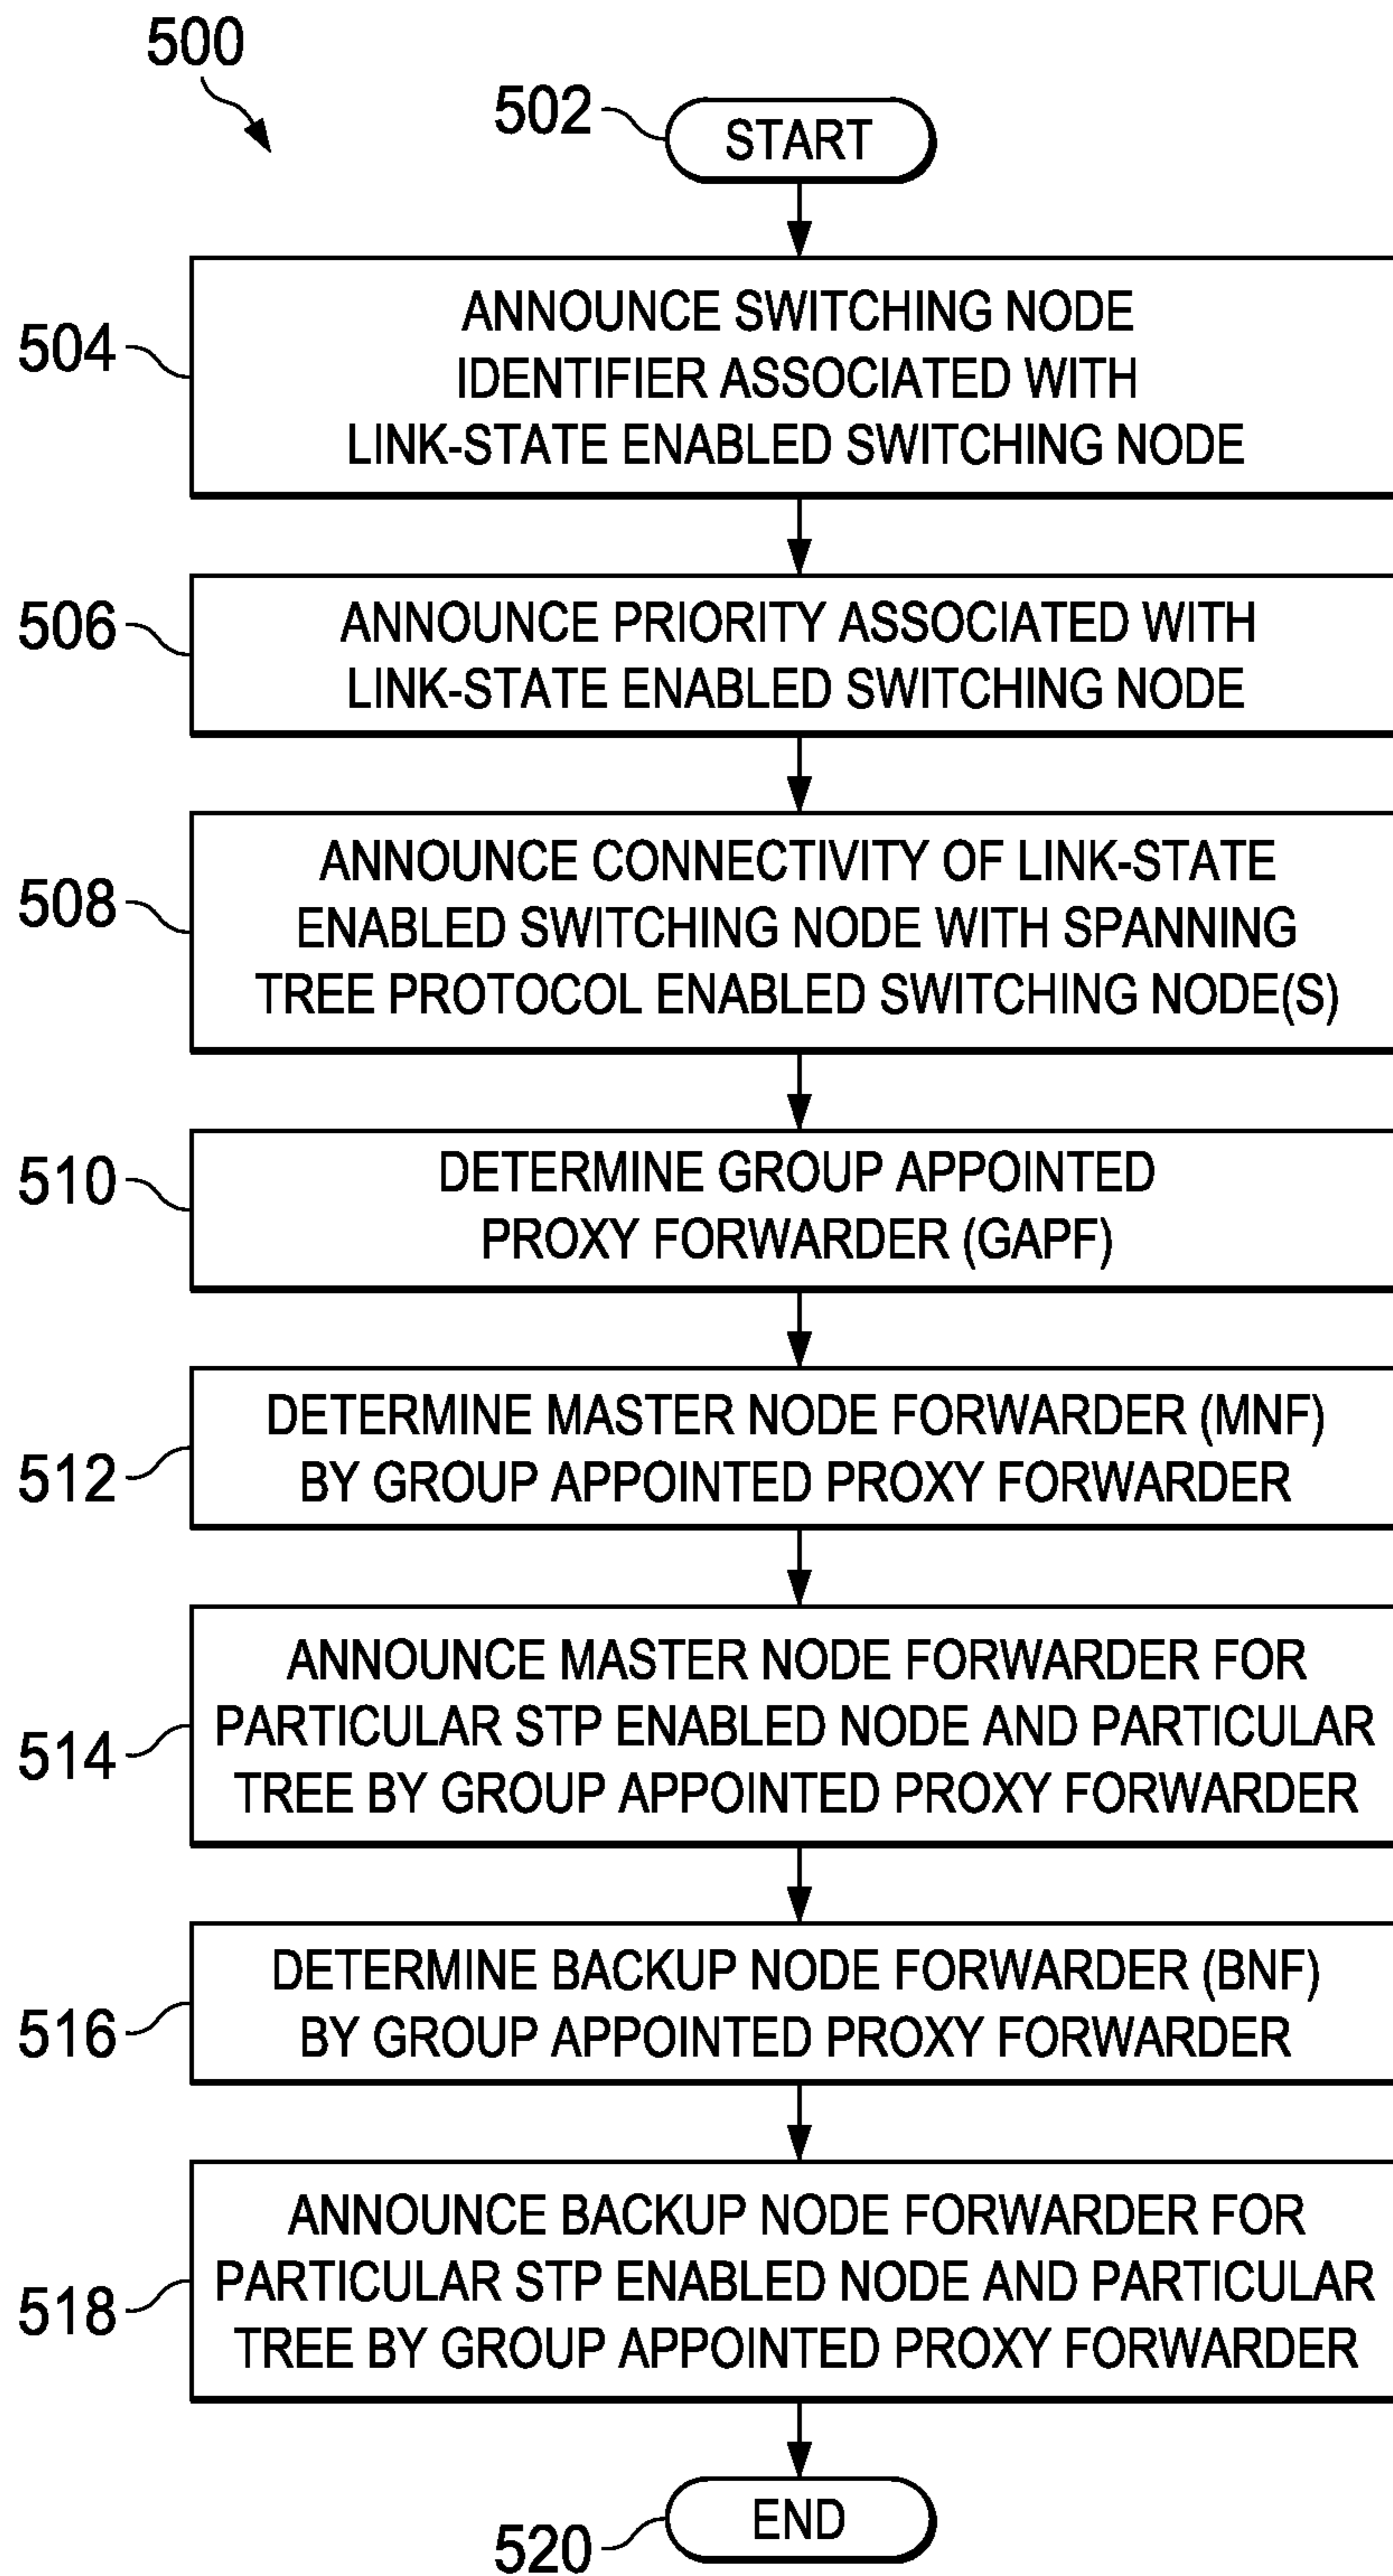 500
502
START
504
ANNOUNCE SWITCHING NODE
IDENTIFIER ASSOCIATED WITH
LINK-STATE ENABLED SWITCHING NODE
506
ANNOUNCE PRIORITY ASSOCIATED WITH
LINK-STATE ENABLED SWITCHING NODE
508
ANNOUNCE CONNECTIVITY OF LINK-STATE
ENABLED SWITCHING NODE WITH SPANNING
TREE PROTOCOL ENABLED SWITCHING NODE(S)
510
DETERMINE GROUP APPOINTED
PROXY FORWARDER (GAPF)
512
DETERMINE MASTER NODE FORWARDER (MNF)
BY GROUP APPOINTED PROXY FORWARDER
514
ANNOUNCE MASTER NODE FORWARDER FOR
PARTICULAR STP ENABLED NODE AND PARTICULAR
TREE BY GROUP APPOINTED PROXY FORWARDER
516
DETERMINE BACKUP NODE FORWARDER (BNF)
BY GROUP APPOINTED PROXY FORWARDER
518
ANNOUNCE BACKUP NODE FORWARDER FOR
PARTICULAR STP ENABLED NODE AND PARTICULAR
TREE BY GROUP APPOINTED PROXY FORWARDER
520
END